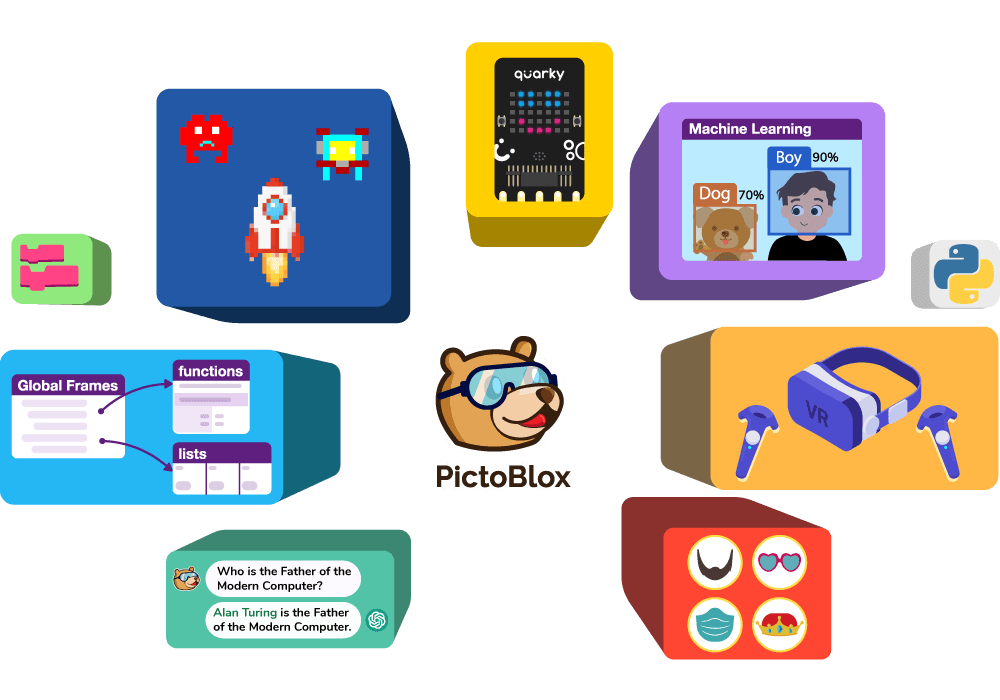 quarky
Machine Learning
Boy 90%
Dog 70%
Global Frames
functions
lists
PictoBlox
VR
Who is the Father of the
Modern Computer?
Alan Turing is the Father
of the Modern Computer.